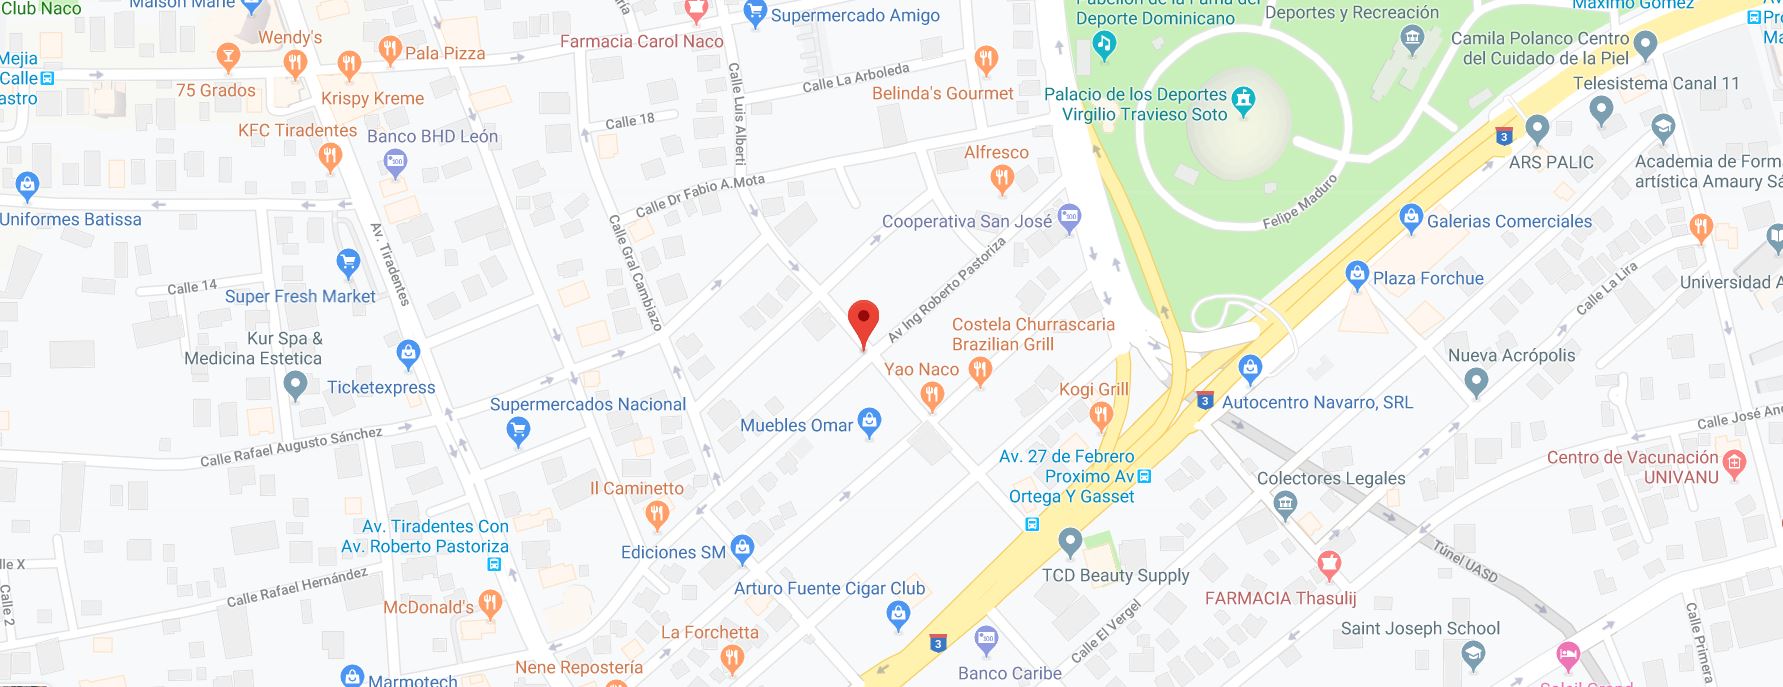 Club Naco
Maison Marie
Wendy's
Pala Pizza
Mejia
Calle
astro
75 Grados
Krispy Kreme
KFC Tiradentes
Banco BHD León
Uniformes Batissa
Farmacia Carol Naco
Supermercado Amigo
Calle La Arboleda
Belinda's Gourmet
Calle 18
Calle Luis Alberti
Calle Dr Fabio A.Mota
Alfresco
Cooperativa San José
Pabellón de la Fama del
Deporte Dominicano
Deportes y Recreación
Palacio de los Deportes
Virgilio Travieso Soto
Felipe Maduro
Máximo Gómez
Camila Polanco Centro
del Cuidado de la Piel
Telesistema Canal 11
3
ARS PALIC
Academia de Form
artística Amaury Sá
Galerias Comerciales
Plaza Forchue
Universidad A
Calle La Lira
Av. Tiradentes
Calle Gral Cambiazo
Calle 14
Super Fresh Market
Kur Spa &
Medicina Estetica
Ticketexpress
Av Ing Roberto Pastoriza
Costela Churrascaria
Brazilian Grill
Yao Naco
Kogi Grill
Nueva Acrópolis
3
Autocentro Navarro, SRL
Supermercados Nacional
Muebles Omar
Calle Rafael Augusto Sánchez
Av. 27 de Febrero
Proximo Av
Ortega Y Gasset
Calle José An
Centro de Vacunación
UNIVANU
Colectores Legales
Il Caminetto
Av. Tiradentes Con
Av. Roberto Pastoriza
Ediciones SM
Túnel UASD
lle X
Calle 2
Calle Rafael Hernández
McDonald's
Arturo Fuente Cigar Club
TCD Beauty Supply
FARMACIA Thasulij
Calle El Vergel
Calle Primera
Saint Joseph School
La Forchetta
3
Banco Caribe
Nene Repostería
Marmotech